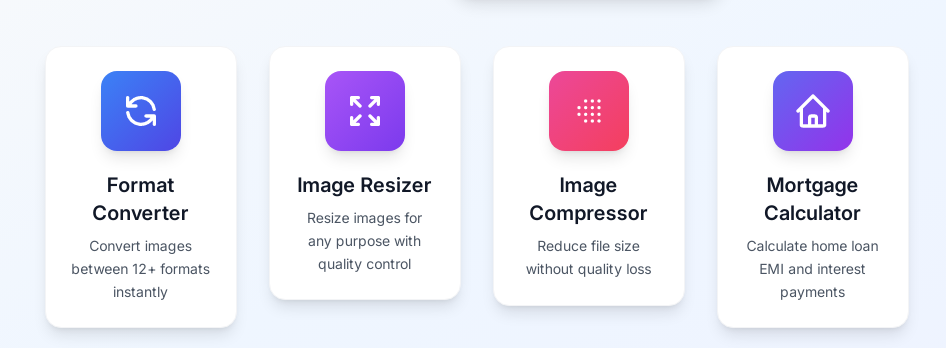 Format
Converter
Convert images
between 12+ formats
instantly
Image Resizer
Resize images for
any purpose with
quality control
Image
Compressor
Reduce file size
without quality loss
Mortgage
Calculator
Calculate home loan
EMI and interest
payments